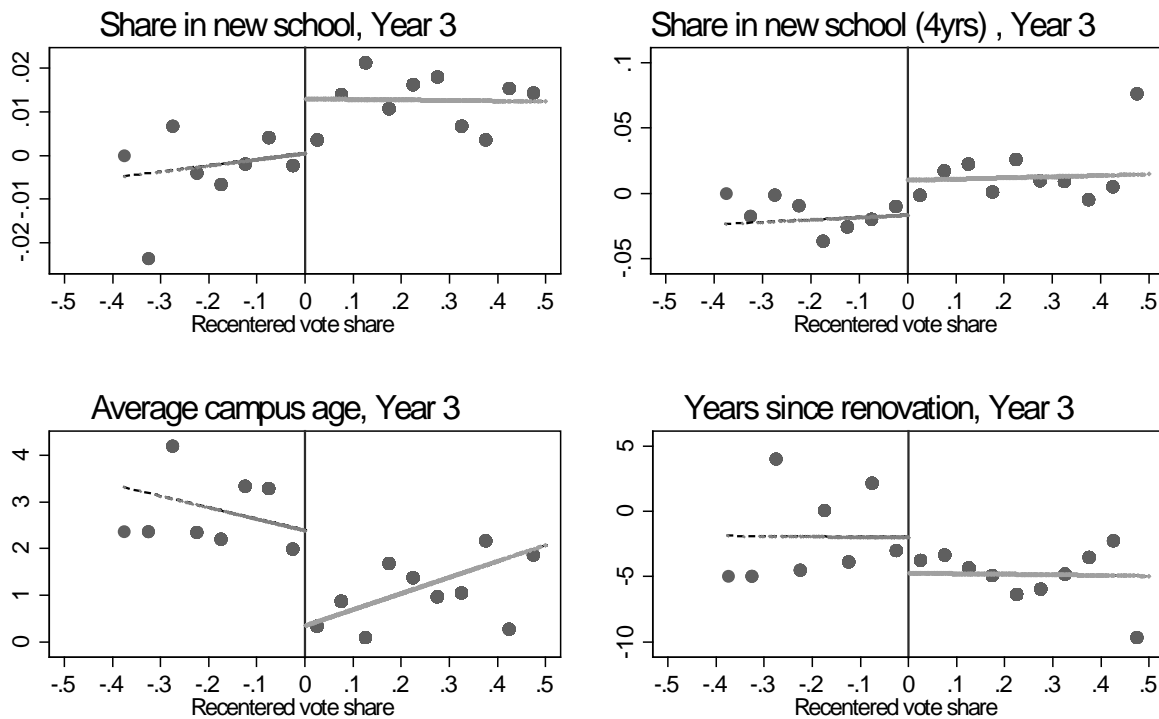 Share in new school, Year 3
.02
.01
0
-.01
-.02
-.5 -.4 -.3 -.2 -.1 0 .1 .2 .3 .4 .5
Recentered vote share
Share in new school (4yrs) , Year 3
.1
.05
0
-.05
-.5 -.4 -.3 -.2 -.1 0 .1 .2 .3 .4 .5
Recentered vote share
Average campus age, Year 3
4
3
2
1
0
-.5 -.4 -.3 -.2 -.1 0 .1 .2 .3 .4 .5
Recentered vote share
Years since renovation, Year 3
5
0
-5
-10
-.5 -.4 -.3 -.2 -.1 0 .1 .2 .3 .4 .5
Recentered vote share